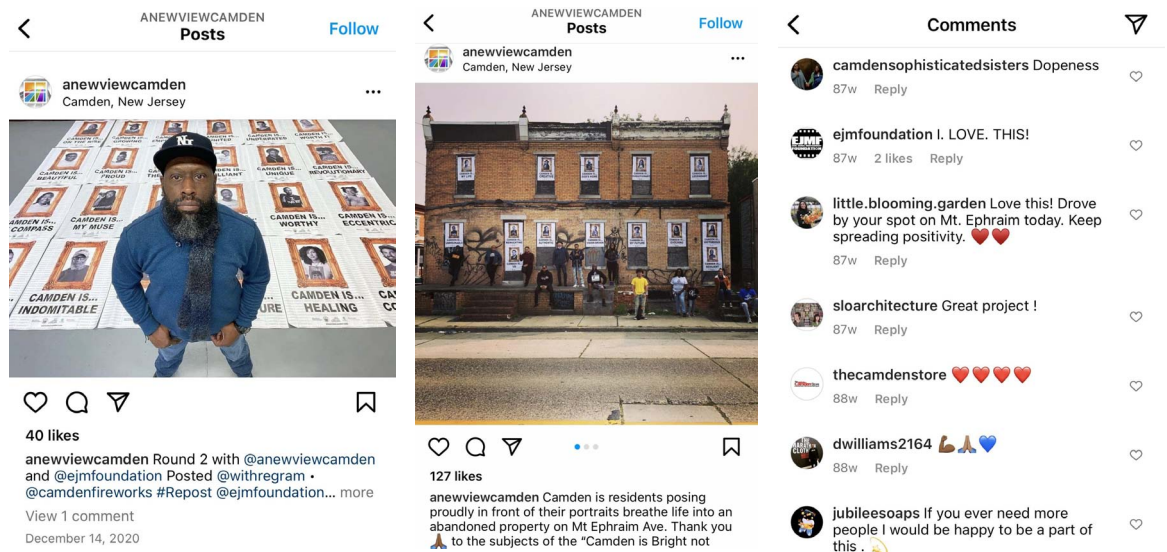 ANEWVIEWCAMDEN
Posts
Follow
anewviewcamden
Camden, New Jersey
CAMDEN IS...
BEAUTIFUL
CAMDEN IS...
PROUD
CAMDEN IS...
UNIQUE
CAMDEN IS...
REVOLUTIONARY
COMPASS
CAMDEN IS...
MY MUSE
CAMDEN IS...
WORTHY
CAMDEN IS...
ECCENTRIC
CAMDEN IS...
INDOMITABLE
CAMDEN IS...
HEALING
40 likes
anewviewcamden Round 2 with @anewviewcamden
and @ejmfoundation Posted @withregram •
@camdenfireworks #Repost @ejmfoundation... more
View 1 comment
December 14, 2020
ANEWVIEWCAMDEN
Posts
Follow
anewviewcamden
Camden, New Jersey
127 likes
anewviewcamden Camden is residents posing
proudly in front of their portraits breathe life into an
abandoned property on Mt Ephraim Ave. Thank you
🙏🏾 to the subjects of the “Camden is Bright not
Comments
camdensophisticatedsisters Dopeness
87w Reply
EJMF
FOUNDATION
ejmfoundation I. LOVE. THIS!
87w 2 likes Reply
little.blooming.garden Love this! Drove
by your spot on Mt. Ephraim today. Keep
spreading positivity. ❤️❤️
87w Reply
sloarchitecture Great project !
87w Reply
thecamdenstore ❤️❤️❤️❤️
88w Reply
dwilliams2164 💪🏾🙏🏾💙
88w Reply
jubileesoaps If you ever need more
people I would be happy to be a part of
this . 💫